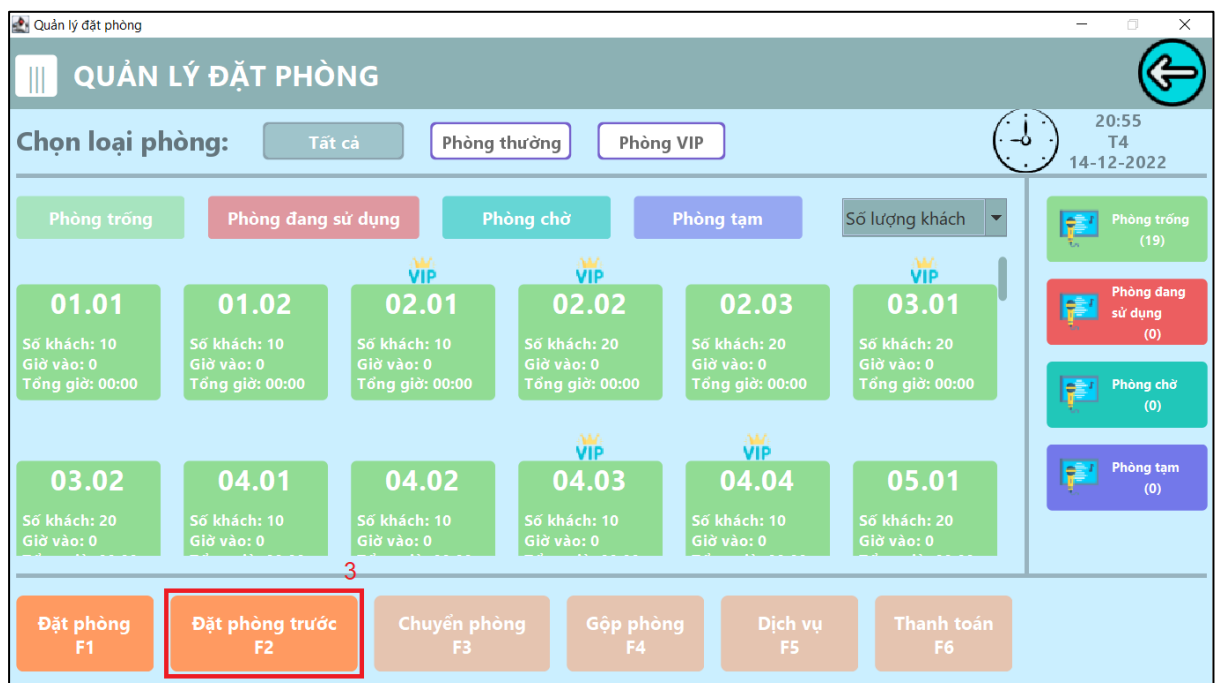 Quản lý đặt phòng
QUẢN LÝ ĐẶT PHÒNG
Chọn loại phòng:
Tất cả
Phòng thường
Phòng VIP
20:55
T4
14-12-2022
Phòng trống
Phòng đang sử dụng
Phòng chờ
Phòng tạm
Số lượng khách
VIP
VIP
VIP
01.01
Số khách: 10
Giờ vào: 0
Tổng giờ: 00:00
01.02
Số khách: 10
Giờ vào: 0
Tổng giờ: 00:00
02.01
Số khách: 10
Giờ vào: 0
Tổng giờ: 00:00
02.02
Số khách: 20
Giờ vào: 0
Tổng giờ: 00:00
02.03
Số khách: 20
Giờ vào: 0
Tổng giờ: 00:00
03.01
Số khách: 20
Giờ vào: 0
Tổng giờ: 00:00
VIP
VIP
03.02
Số khách: 20
Giờ vào: 0
04.01
Số khách: 10
Giờ vào: 0
04.02
Số khách: 10
Giờ vào: 0
04.03
Số khách: 10
Giờ vào: 0
04.04
Số khách: 10
Giờ vào: 0
05.01
Số khách: 20
Giờ vào: 0
Phòng trống
(19)
Phòng đang
sử dụng
(0)
Phòng chờ
(0)
Phòng tạm
(0)
3
Đặt phòng
F1
Đặt phòng trước
F2
Chuyển phòng
F3
Gộp phòng
F4
Dịch vụ
F5
Thanh toán
F6